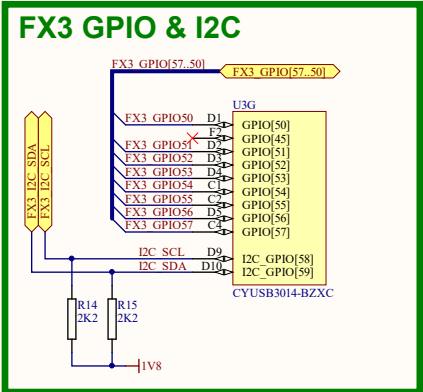 FX3 GPIO & I2C
FX3_GPIO[57..50]
FX3_GPIO[57..50]
U3G
FX3_GPIO50 D1 GPIO[50]
F2 GPIO[45]
FX3_GPIO51 D2 GPIO[51]
FX3_GPIO52 D3 GPIO[52]
FX3_GPIO53 D4 GPIO[53]
FX3_GPIO54 C1 GPIO[54]
FX3_GPIO55 C2 GPIO[55]
FX3_GPIO56 D5 GPIO[56]
FX3_GPIO57 C4 GPIO[57]
FX3_I2C_SDA
FX3_I2C_SCL
I2C_SCL D9 I2C_GPIO[58]
I2C_SDA D10 I2C_GPIO[59]
CYUSB3014-BZXC
R14
2K2
R15
2K2
1V8